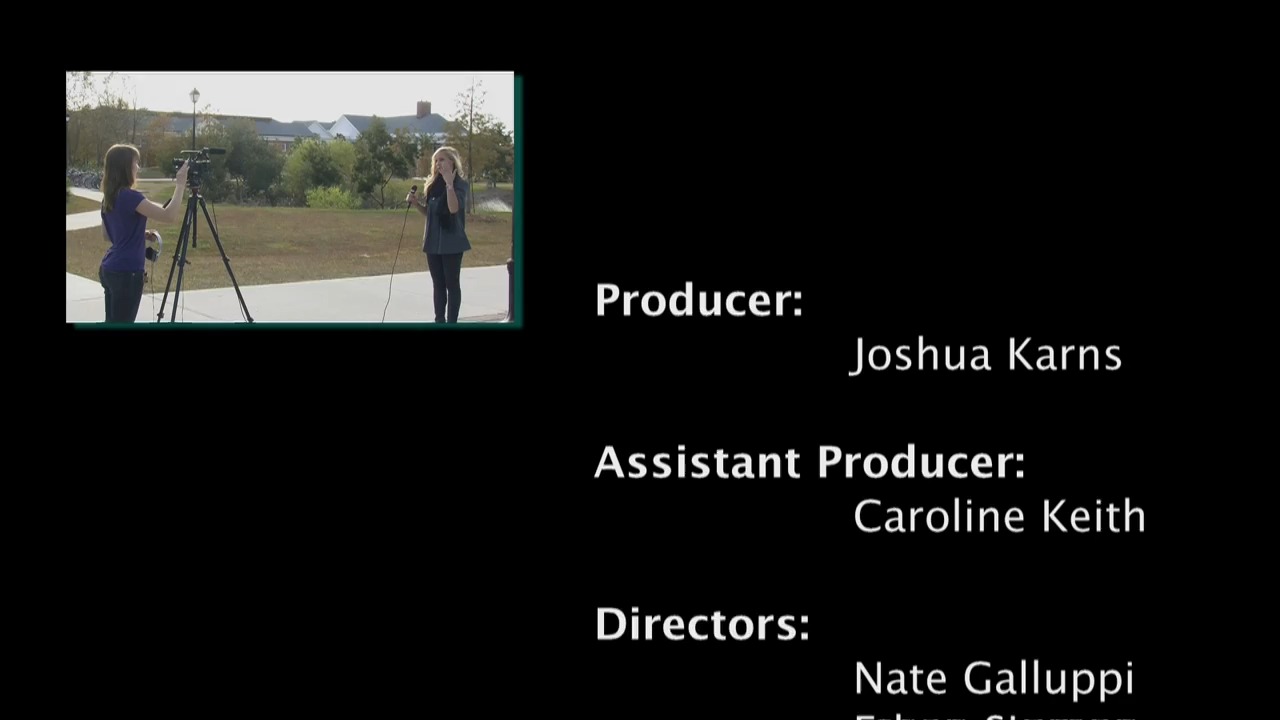 Producer:
Joshua Karns
Assistant Producer:
Caroline Keith
Directors:
Nate Galluppi